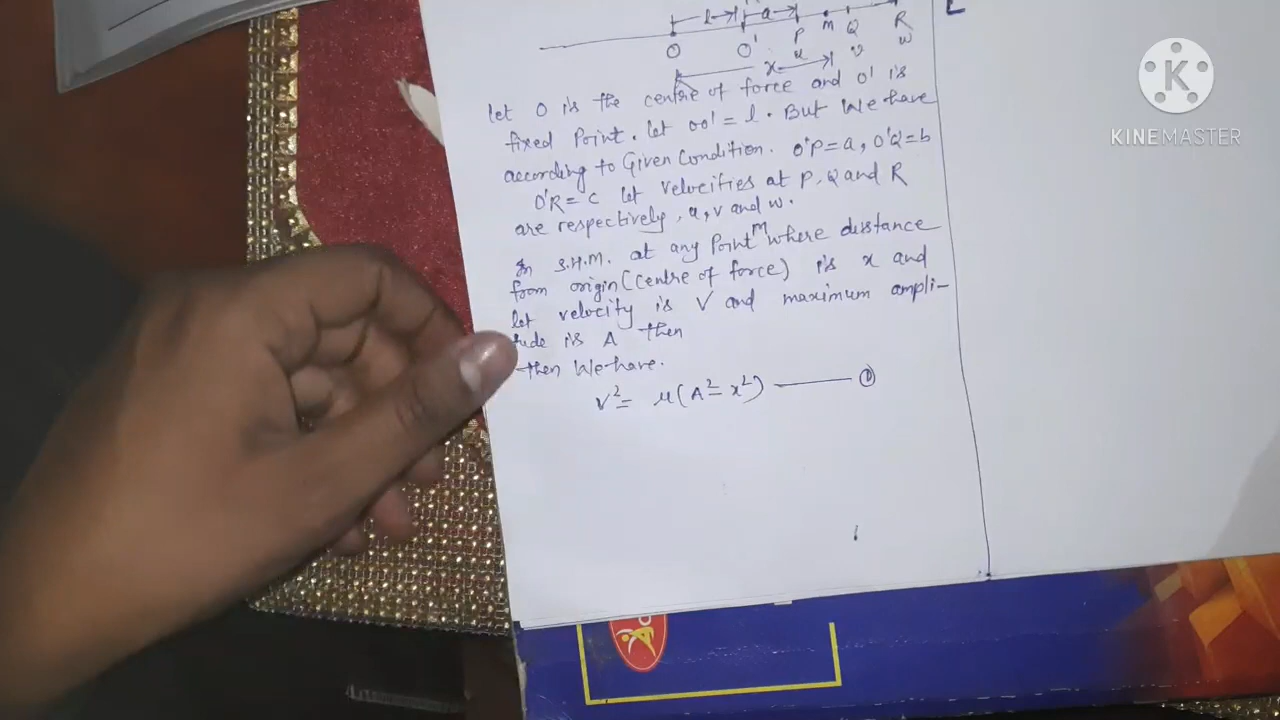 l a
P m Q R
O O' u v w
x
let O is the centre of force and O' is
fixed Point. let OO' = l. But We have
according to Given Condition. O'P = a, O'Q = b
O'R = c let velocities at P, Q and R
are respectively, u, v and w.
In S.H.M. at any Point M where distance
from origin (centre of force) is x and
let velocity is V and maximum ampli-
tude is A then
then We have.
V² = μ(A² - x²) ①
K
KINEMASTER